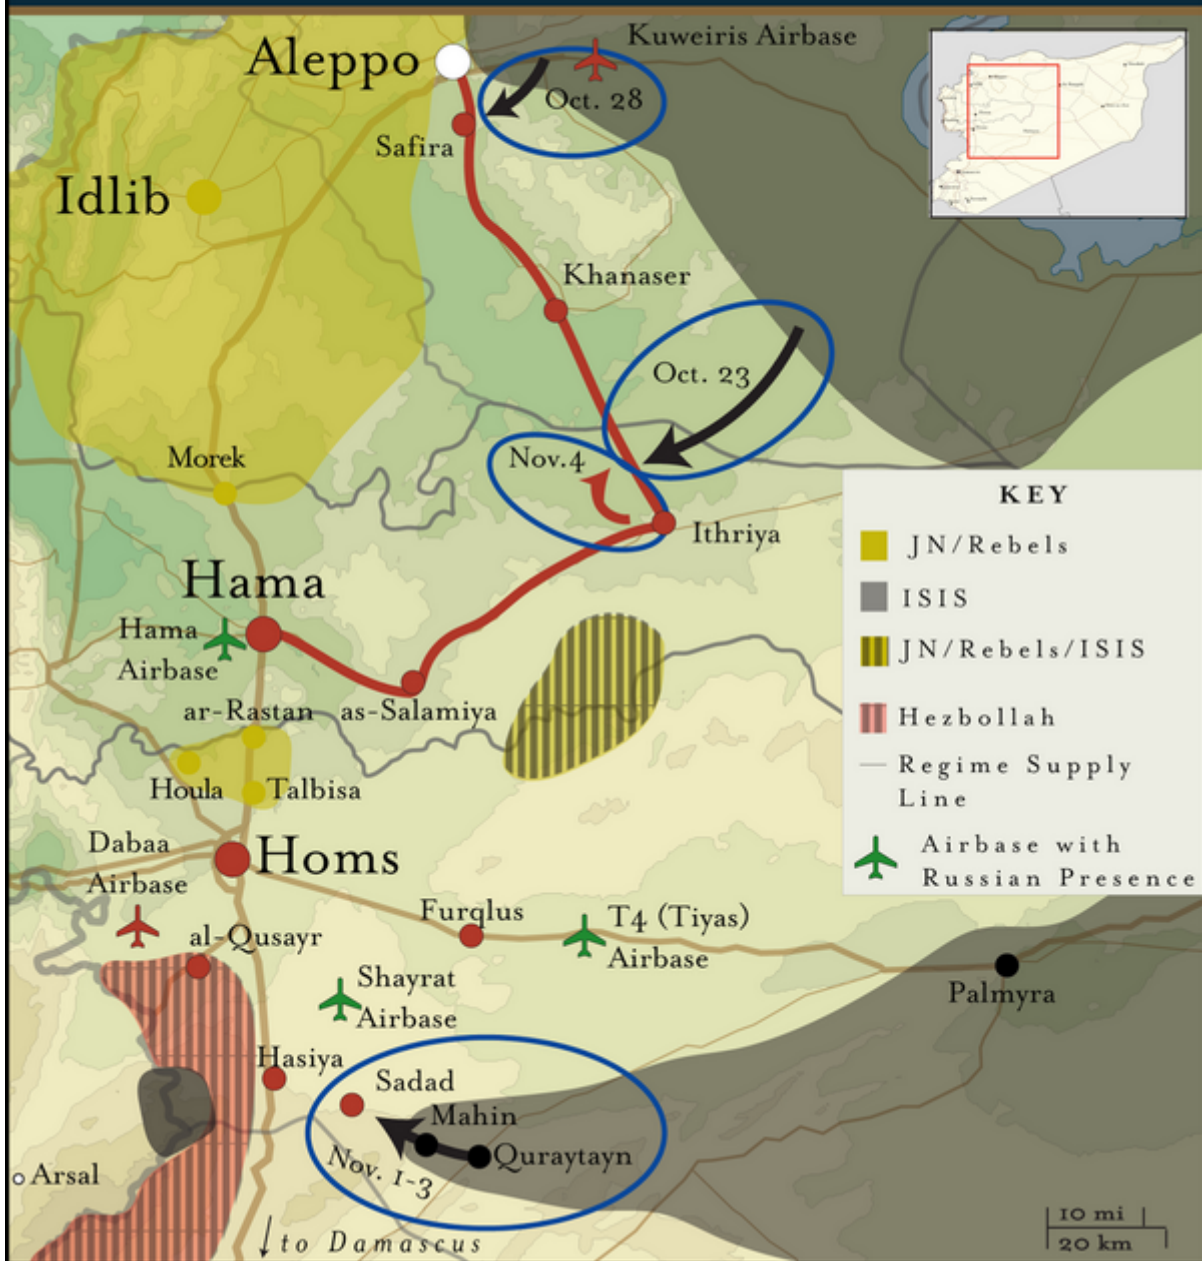 Kuweiris Airbase
Aleppo
Oct. 28
Safira
Idlib
Khanaser
Oct. 23
Morek
Nov.4
Ithriya
KEY
JN/Rebels
ISIS
JN/Rebels/ISIS
Hezbollah
Regime Supply
Line
Airbase with
Russian Presence
Hama
Hama
Airbase
ar-Rastan
as-Salamiya
Houla
Talbisa
Dabaa
Airbase
Homs
al-Qusayr
Furqlus
T4 (Tiyas)
Airbase
Shayrat
Airbase
Palmyra
Hasiya
Sadad
Mahin
Quraytayn
Nov. 1-3
Arsal
to Damascus
10 mi
20 km